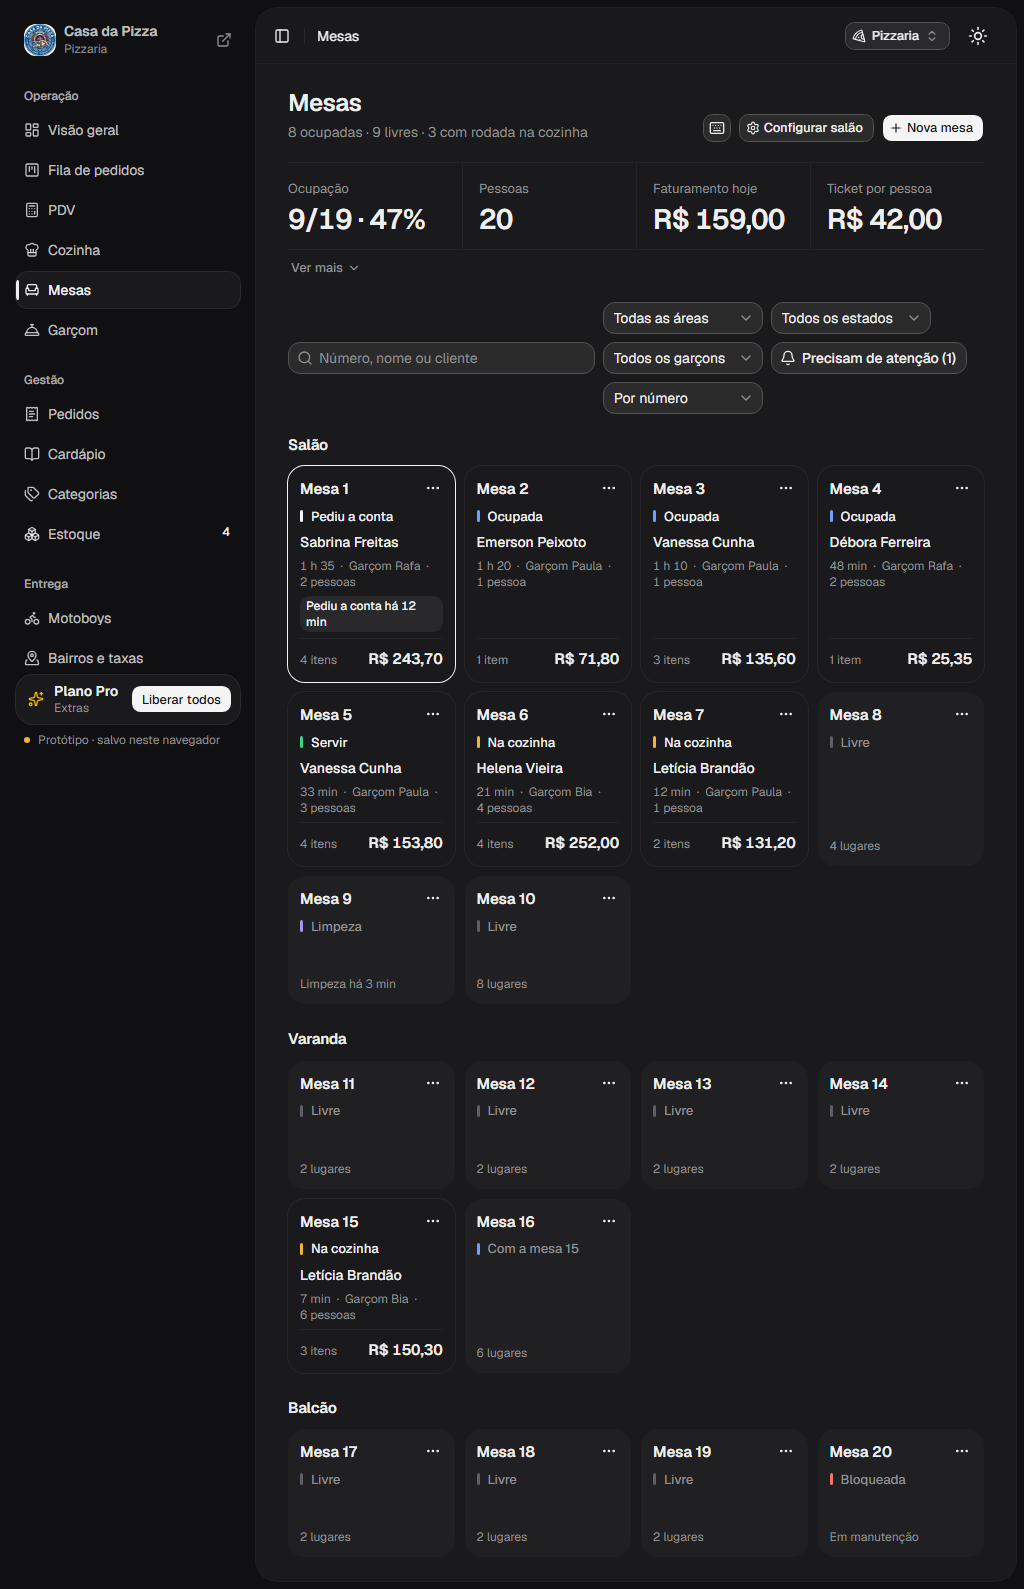 Casa da Pizza
Pizzaria
Operação
Visão geral
Fila de pedidos
PDV
Cozinha
Mesas
Garçom
Gestão
Pedidos
Cardápio
Categorias
Estoque 4
Entrega
Motoboys
Bairros e taxas
Plano Pro
Extras
Liberar todos
Protótipo · salvo neste navegador
Mesas
Pizzaria
Mesas
8 ocupadas · 9 livres · 3 com rodada na cozinha
Configurar salão
Nova mesa
Ocupação
9/19 · 47%
Pessoas
20
Faturamento hoje
R$ 159,00
Ticket por pessoa
R$ 42,00
Ver mais
Número, nome ou cliente
Todas as áreas
Todos os estados
Todos os garçons
Precisam de atenção (1)
Por número
Salão
Mesa 1
Pediu a conta
Sabrina Freitas
1 h 35 · Garçom Rafa ·
2 pessoas
Pediu a conta há 12
min
4 itens R$ 243,70
Mesa 2
Ocupada
Emerson Peixoto
1 h 20 · Garçom Paula ·
1 pessoa
1 item R$ 71,80
Mesa 3
Ocupada
Vanessa Cunha
1 h 10 · Garçom Paula ·
1 pessoa
3 itens R$ 135,60
Mesa 4
Ocupada
Débora Ferreira
48 min · Garçom Rafa ·
2 pessoas
1 item R$ 25,35
Mesa 5
Servir
Vanessa Cunha
33 min · Garçom Paula ·
3 pessoas
4 itens R$ 153,80
Mesa 6
Na cozinha
Helena Vieira
21 min · Garçom Bia ·
4 pessoas
4 itens R$ 252,00
Mesa 7
Na cozinha
Letícia Brandão
12 min · Garçom Paula ·
1 pessoa
2 itens R$ 131,20
Mesa 8
Livre
4 lugares
Mesa 9
Limpeza
Limpeza há 3 min
Mesa 10
Livre
8 lugares
Varanda
Mesa 11
Livre
2 lugares
Mesa 12
Livre
2 lugares
Mesa 13
Livre
2 lugares
Mesa 14
Livre
2 lugares
Mesa 15
Na cozinha
Letícia Brandão
7 min · Garçom Bia ·
6 pessoas
3 itens R$ 150,30
Mesa 16
Com a mesa 15
6 lugares
Balcão
Mesa 17
Livre
2 lugares
Mesa 18
Livre
2 lugares
Mesa 19
Livre
2 lugares
Mesa 20
Bloqueada
Em manutenção